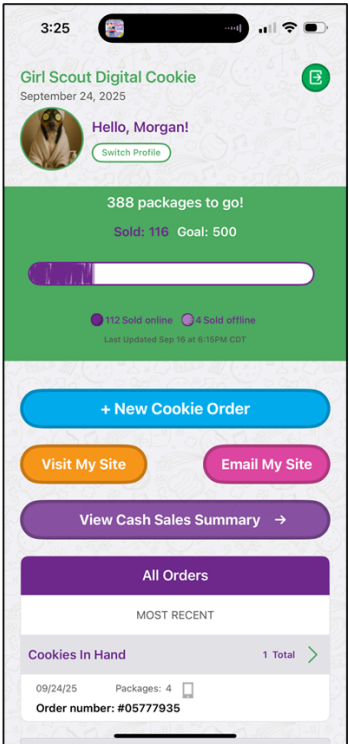 3:25
Girl Scout Digital Cookie
September 24, 2025
Hello, Morgan!
Switch Profile
388 packages to go!
Sold: 116 Goal: 500
112 Sold online 4 Sold offline
Last Updated Sep 16 at 6:15PM CDT
+ New Cookie Order
Visit My Site
Email My Site
View Cash Sales Summary →
All Orders
MOST RECENT
Cookies In Hand 1 Total
09/24/25 Packages: 4
Order number: #05777935